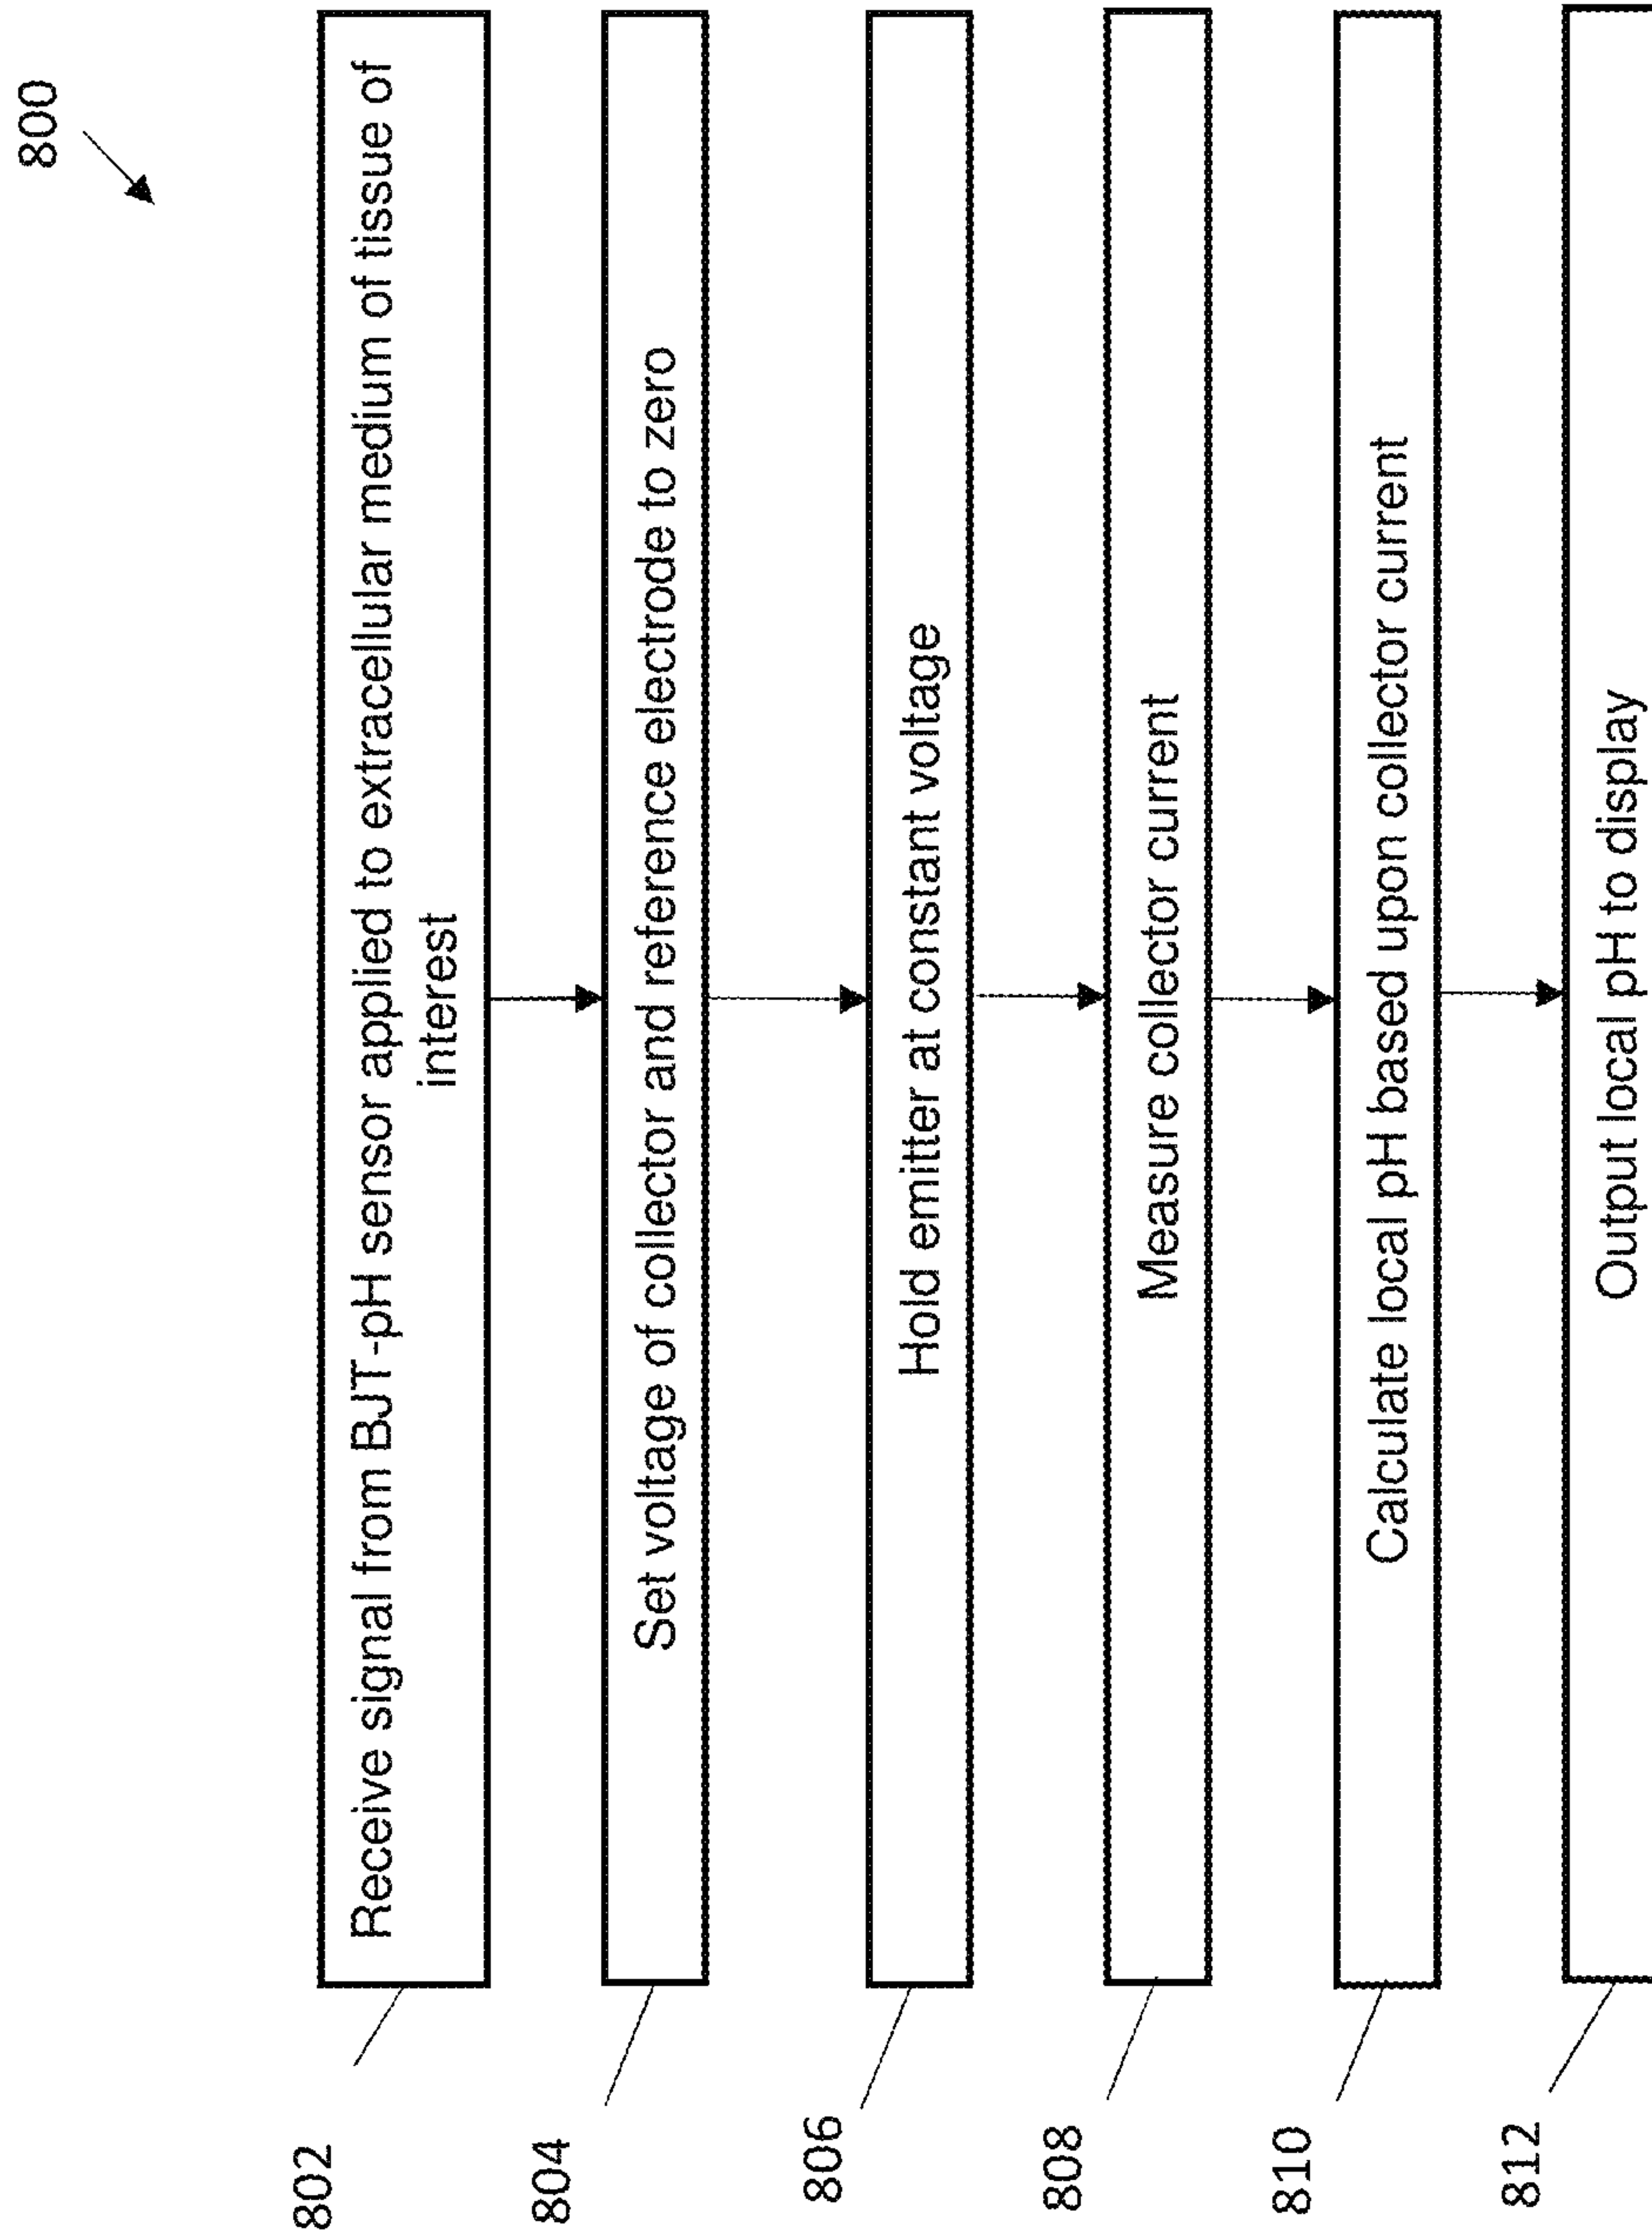 800
802
Receive signal from BJT-pH sensor applied to extracellular medium of tissue of
interest
804
Set voltage of collector and reference electrode to zero
806
Hold emitter at constant voltage
808
Measure collector current
810
Calculate local pH based upon collector current
812
Output local pH to display